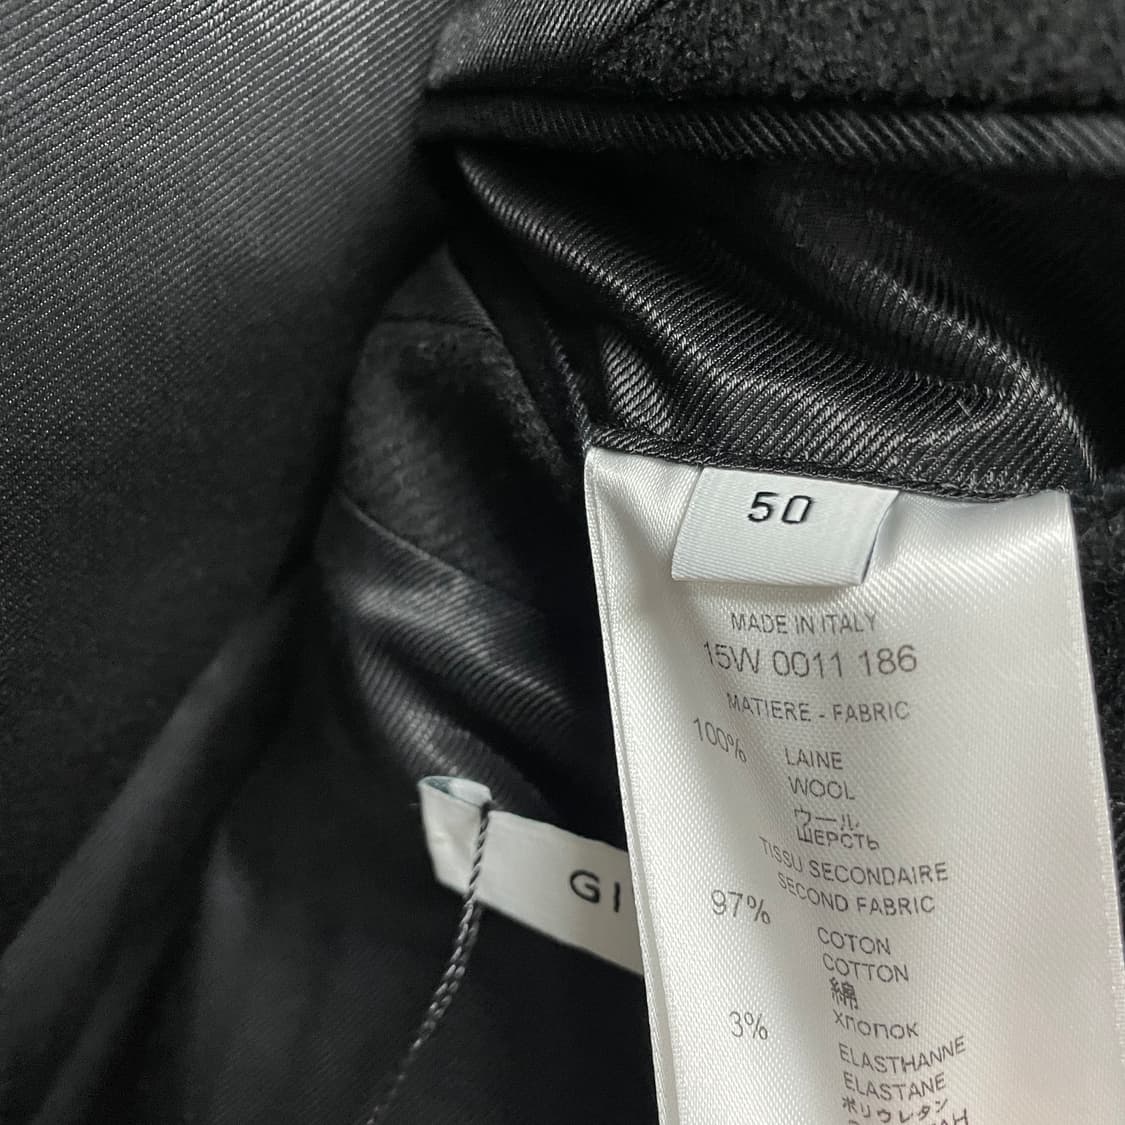 50
MADE IN ITALY
15W 0011 186
MATIERE - FABRIC
100% LAINE
WOOL
ウール
ШЕРСТЬ
TISSU SECONDAIRE
SECOND FABRIC
97% COTON
COTTON
綿
ХЛОПОК
3% ELASTHANNE
ELASTANE
ポリウレタン
GI